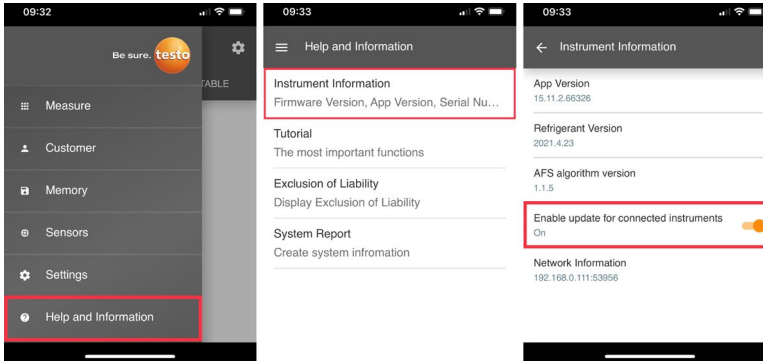 09:32
Be sure. testo
TABLE
Measure
Customer
Memory
Sensors
Settings
Help and Information
09:33
Help and Information
Instrument Information
Firmware Version, App Version, Serial Nu...
Tutorial
The most important functions
Exclusion of Liability
Display Exclusion of Liability
System Report
Create system infromation
09:33
Instrument Information
App Version
15.11.2.66326
Refrigerant Version
2021.4.23
AFS algorithm version
1.1.5
Enable update for connected instruments
On
Network Information
192.168.0.111:53956